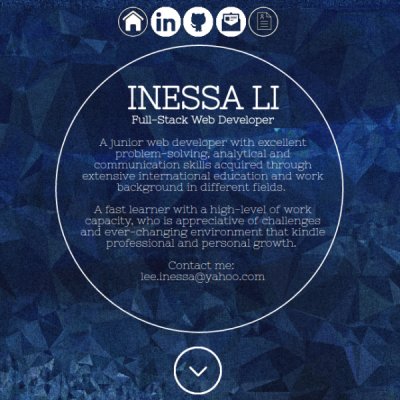 in
INESSA LI
Full-Stack Web Developer
A junior web developer with excellent
problem-solving, analytical and
communication skills acquired through
extensive international education and work
background in different fields.
A fast learner with a high-level of work
capacity, who is appreciative of challenges
and ever-changing environment that kindle
professional and personal growth.
Contact me:
lee.inessa@yahoo.com